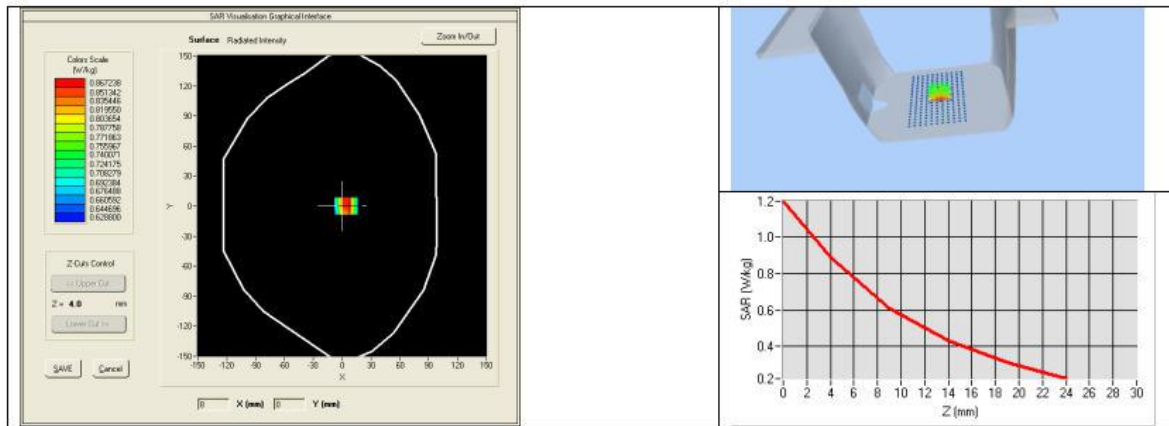 SAR Visualisation Graphical Interface
Surface Radiated Intensity
Zoom In/Out
Colors Scale
(W/kg)
0.867238
0.851342
0.835446
0.819550
0.803654
0.787758
0.771863
0.755967
0.740071
0.724175
0.708279
0.692384
0.676488
0.660592
0.644696
0.628800
150
120
90
60
30
0
-30
-60
-90
-120
-150
Y
-150 -120 -90 -60 -30 0 30 60 90 120 150
X
Z-Cuts Control
<< Upper Cut
Z = 4.0 mm
Lower Cut >>
SAVE Cancel
0 X (mm) 0 Y (mm)
1.2
1.0
0.8
0.6
0.4
0.2
SAR (W/kg)
0 2 4 6 8 10 12 14 16 18 20 22 24 26 28 30
Z (mm)